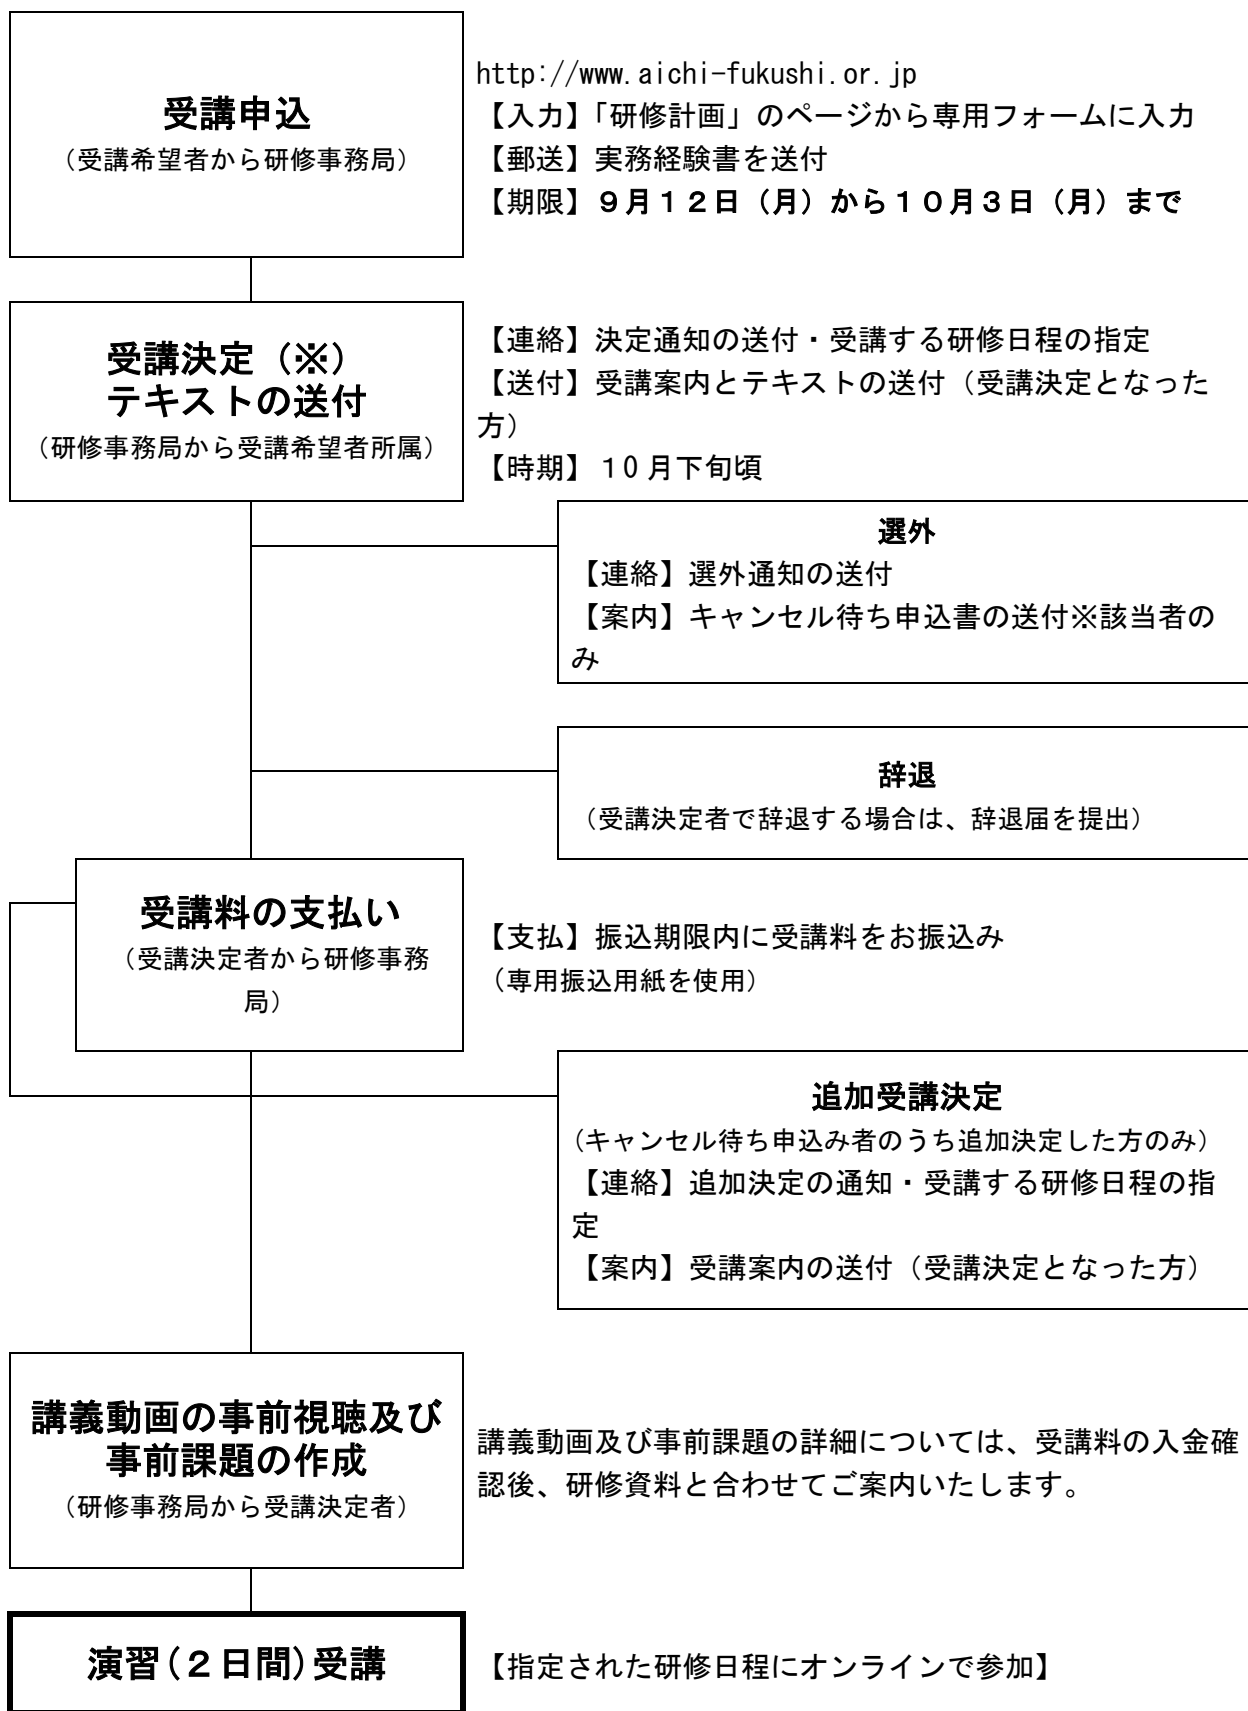 受講申込
（受講希望者から研修事務局）
http://www.aichi-fukushi.or.jp
【入力】「研修計画」のページから専用フォームに入力
【郵送】実務経験書を送付
【期限】９月１２日（月）から１０月３日（月）まで
受講決定（※）
テキストの送付
（研修事務局から受講希望者所属）
【連絡】決定通知の送付・受講する研修日程の指定
【送付】受講案内とテキストの送付（受講決定となった
方）
【時期】１０月下旬頃
選外
【連絡】選外通知の送付
【案内】キャンセル待ち申込書の送付※該当者の
み
辞退
（受講決定者で辞退する場合は、辞退届を提出）
受講料の支払い
（受講決定者から研修事務
局）
【支払】振込期限内に受講料をお振込み
（専用振込用紙を使用）
追加受講決定
（キャンセル待ち申込み者のうち追加決定した方のみ）
【連絡】追加決定の通知・受講する研修日程の指
定
【案内】受講案内の送付（受講決定となった方）
講義動画の事前視聴及び
事前課題の作成
（研修事務局から受講決定者）
講義動画及び事前課題の詳細については、受講料の入金確
認後、研修資料と合わせてご案内いたします。
演習（２日間）受講
【指定された研修日程にオンラインで参加】